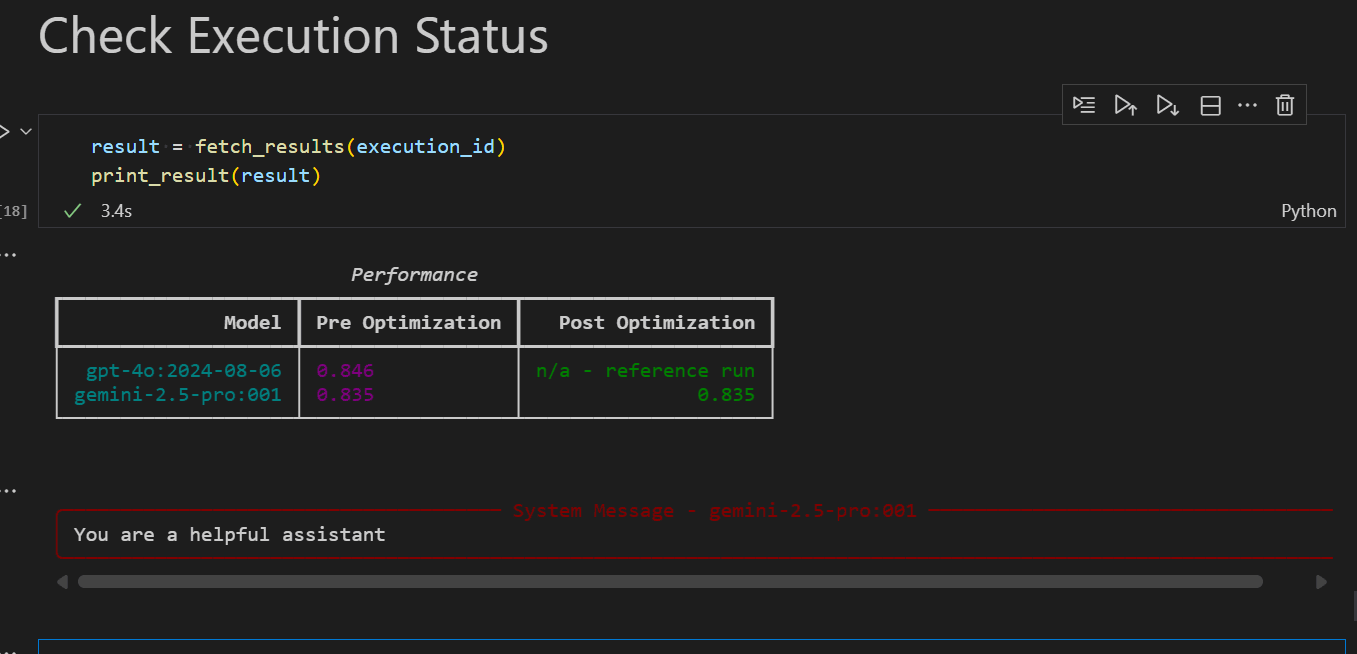 Check Execution Status
result = fetch_results(execution_id)
print_result(result)
[18]
3.4s
Python
Performance
Model Pre Optimization Post Optimization
gpt-4o:2024-08-06 0.846 n/a - reference run
gemini-2.5-pro:001 0.835 0.835
System Message - gemini-2.5-pro:001
You are a helpful assistant